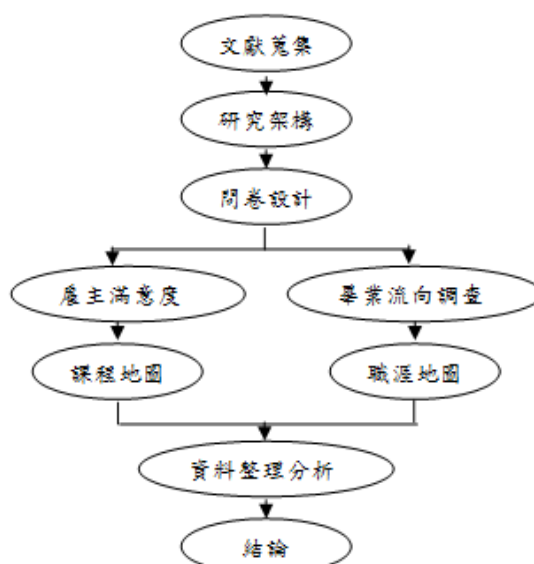 文獻蒐集
研究架構
問卷設計
雇主滿意度
畢業流向調查
課程地圖
職涯地圖
資料整理分析
結論